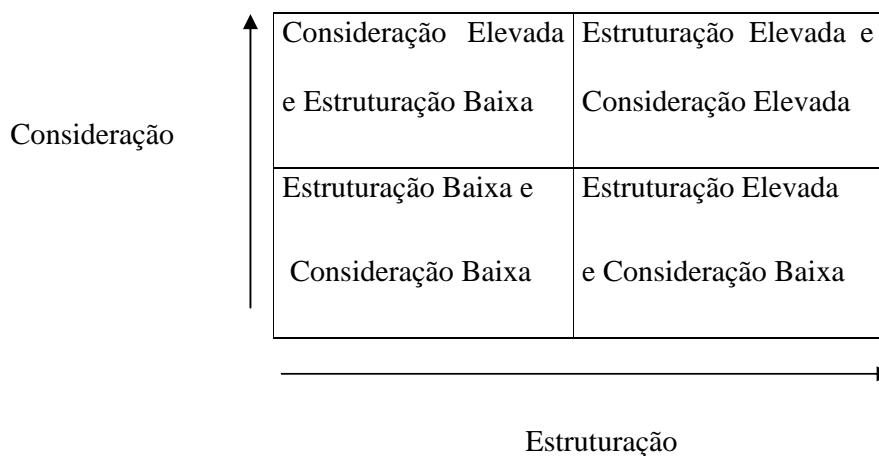 Consideração Elevada
e Estruturação Baixa
Estruturação Elevada e
Consideração Elevada
Consideração
Estruturação Baixa e
Consideração Baixa
Estruturação Elevada
e Consideração Baixa
Estruturação